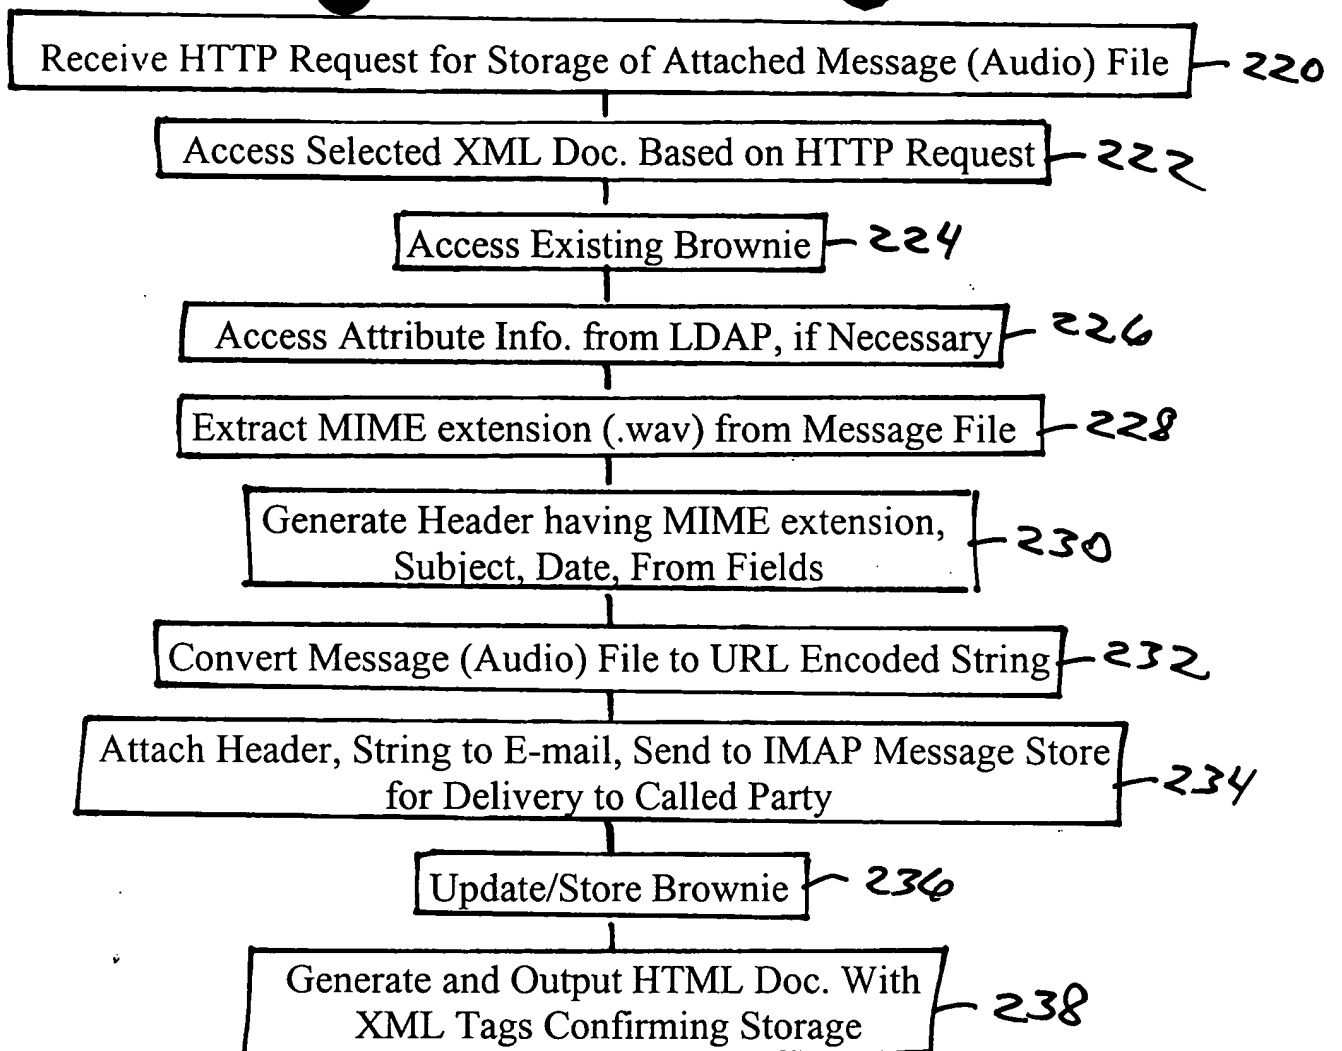 Receive HTTP Request for Storage of Attached Message (Audio) File 220
Access Selected XML Doc. Based on HTTP Request 222
Access Existing Brownie 224
Access Attribute Info. from LDAP, if Necessary 226
Extract MIME extension (.wav) from Message File 228
Generate Header having MIME extension, 230
Subject, Date, From Fields
Convert Message (Audio) File to URL Encoded String 232
Attach Header, String to E-mail, Send to IMAP Message Store 234
for Delivery to Called Party
Update/Store Brownie 236
Generate and Output HTML Doc. With 238
XML Tags Confirming Storage